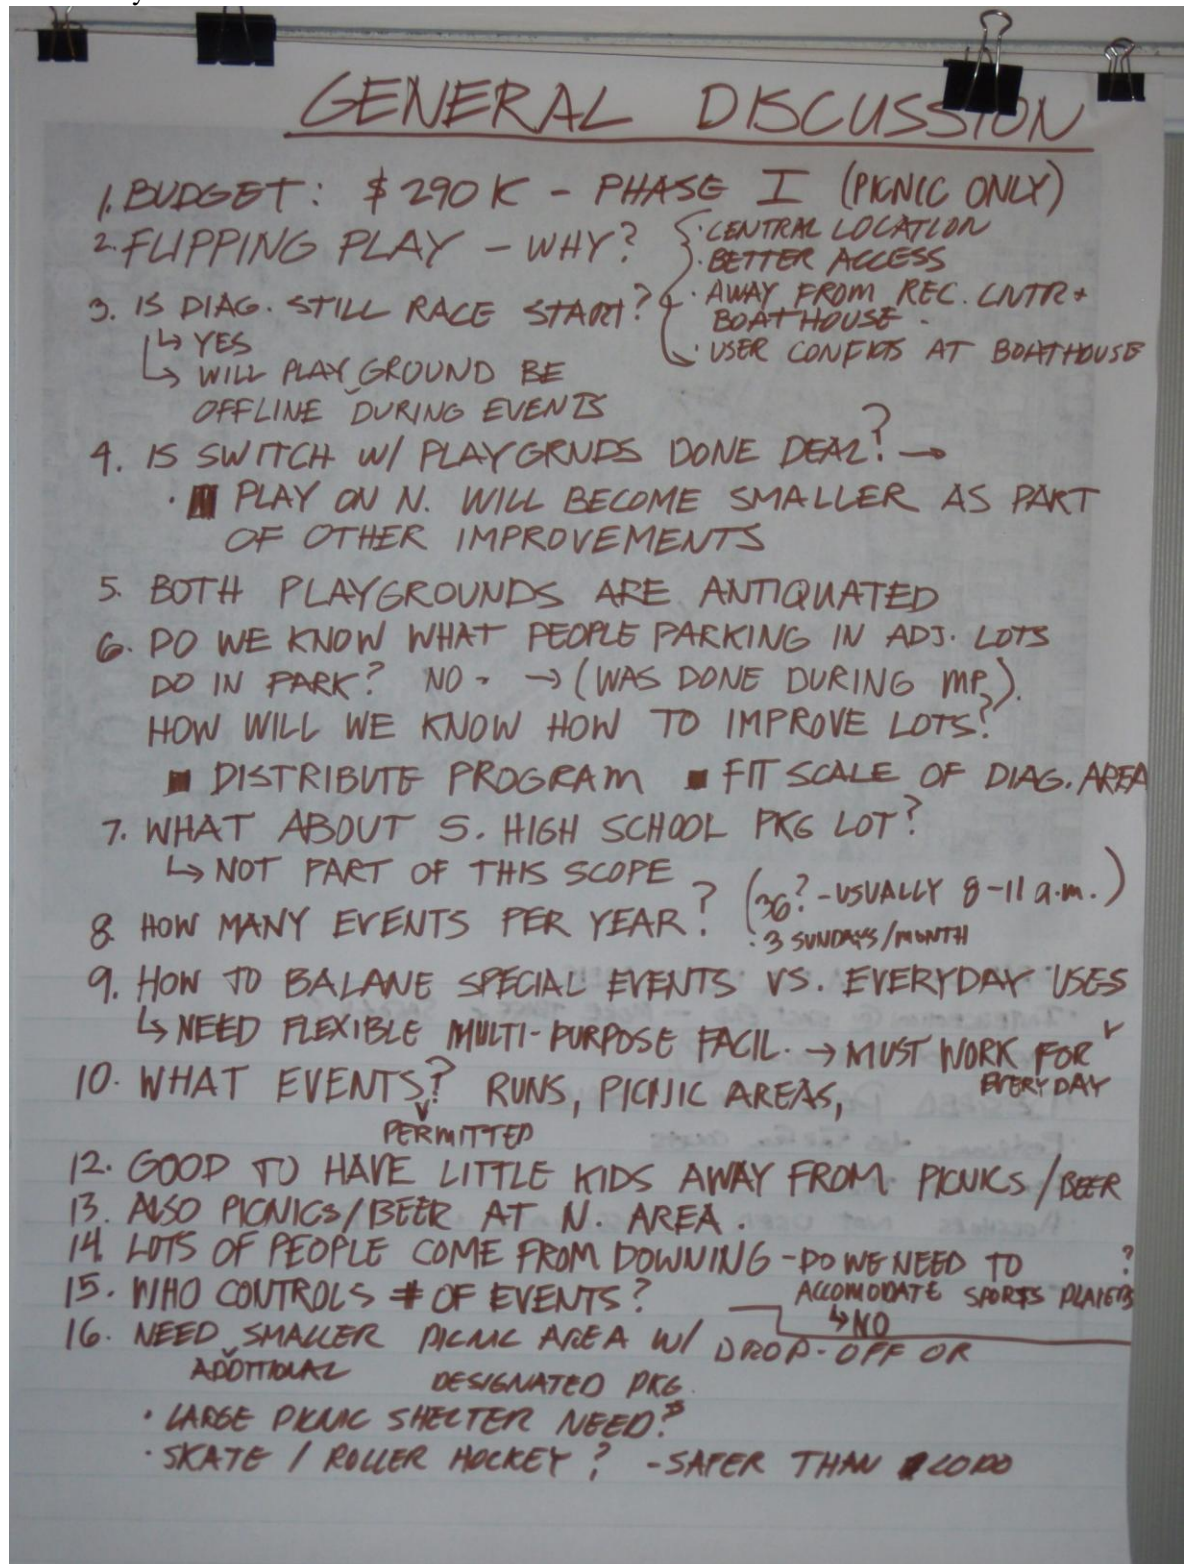 GENERAL DISCUSSION
1. BUDGET: $290K - PHASE I (PICNIC ONLY)
2. FLIPPING PLAY - WHY?
· CENTRAL LOCATION
· BETTER ACCESS
· AWAY FROM REC. CNTR +
BOATHOUSE.
· USER CONFICTS AT BOATHOUSE
3. IS DIAG. STILL RACE START?
↳ YES
↳ WILL PLAYGROUND BE
OFFLINE DURING EVENTS
4. IS SWITCH W/ PLAYGRNDS DONE DEAL? →
· PLAY ON N. WILL BECOME SMALLER AS PART
OF OTHER IMPROVEMENTS
5. BOTH PLAYGROUNDS ARE ANTIQUATED
6. DO WE KNOW WHAT PEOPLE PARKING IN ADJ. LOTS
DO IN PARK? NO - → (WAS DONE DURING MP).
HOW WILL WE KNOW HOW TO IMPROVE LOTS?
■ DISTRIBUTE PROGRAM ■ FIT SCALE OF DIAG. AREA
7. WHAT ABOUT S. HIGH SCHOOL PKG LOT?
↳ NOT PART OF THIS SCOPE
8. HOW MANY EVENTS PER YEAR? (36? - USUALLY 8-11 a.m.)
· 3 SUNDAYS/MONTH
9. HOW TO BALANE SPECIAL EVENTS VS. EVERYDAY USES
↳ NEED FLEXIBLE MULTI-PURPOSE FACIL. → MUST WORK FOR
EVERYDAY
10. WHAT EVENTS? RUNS, PICNIC AREAS,
PERMITTED
12. GOOD TO HAVE LITTLE KIDS AWAY FROM PICNICS/BEER
13. ALSO PICNICS/BEER AT N. AREA.
14. LOTS OF PEOPLE COME FROM DOWNING - DO WE NEED TO
ACCOMODATE SPORTS PLAYERS?
↳ NO
15. WHO CONTROLS # OF EVENTS?
16. NEED SMALLER PICNIC AREA W/ DROP-OFF OR
ADDITIONAL
DESIGNATED PKG.
· LARGE PICNIC SHELTER NEED?
· SKATE / ROLLER HOCKEY? - SAFER THAN LODO